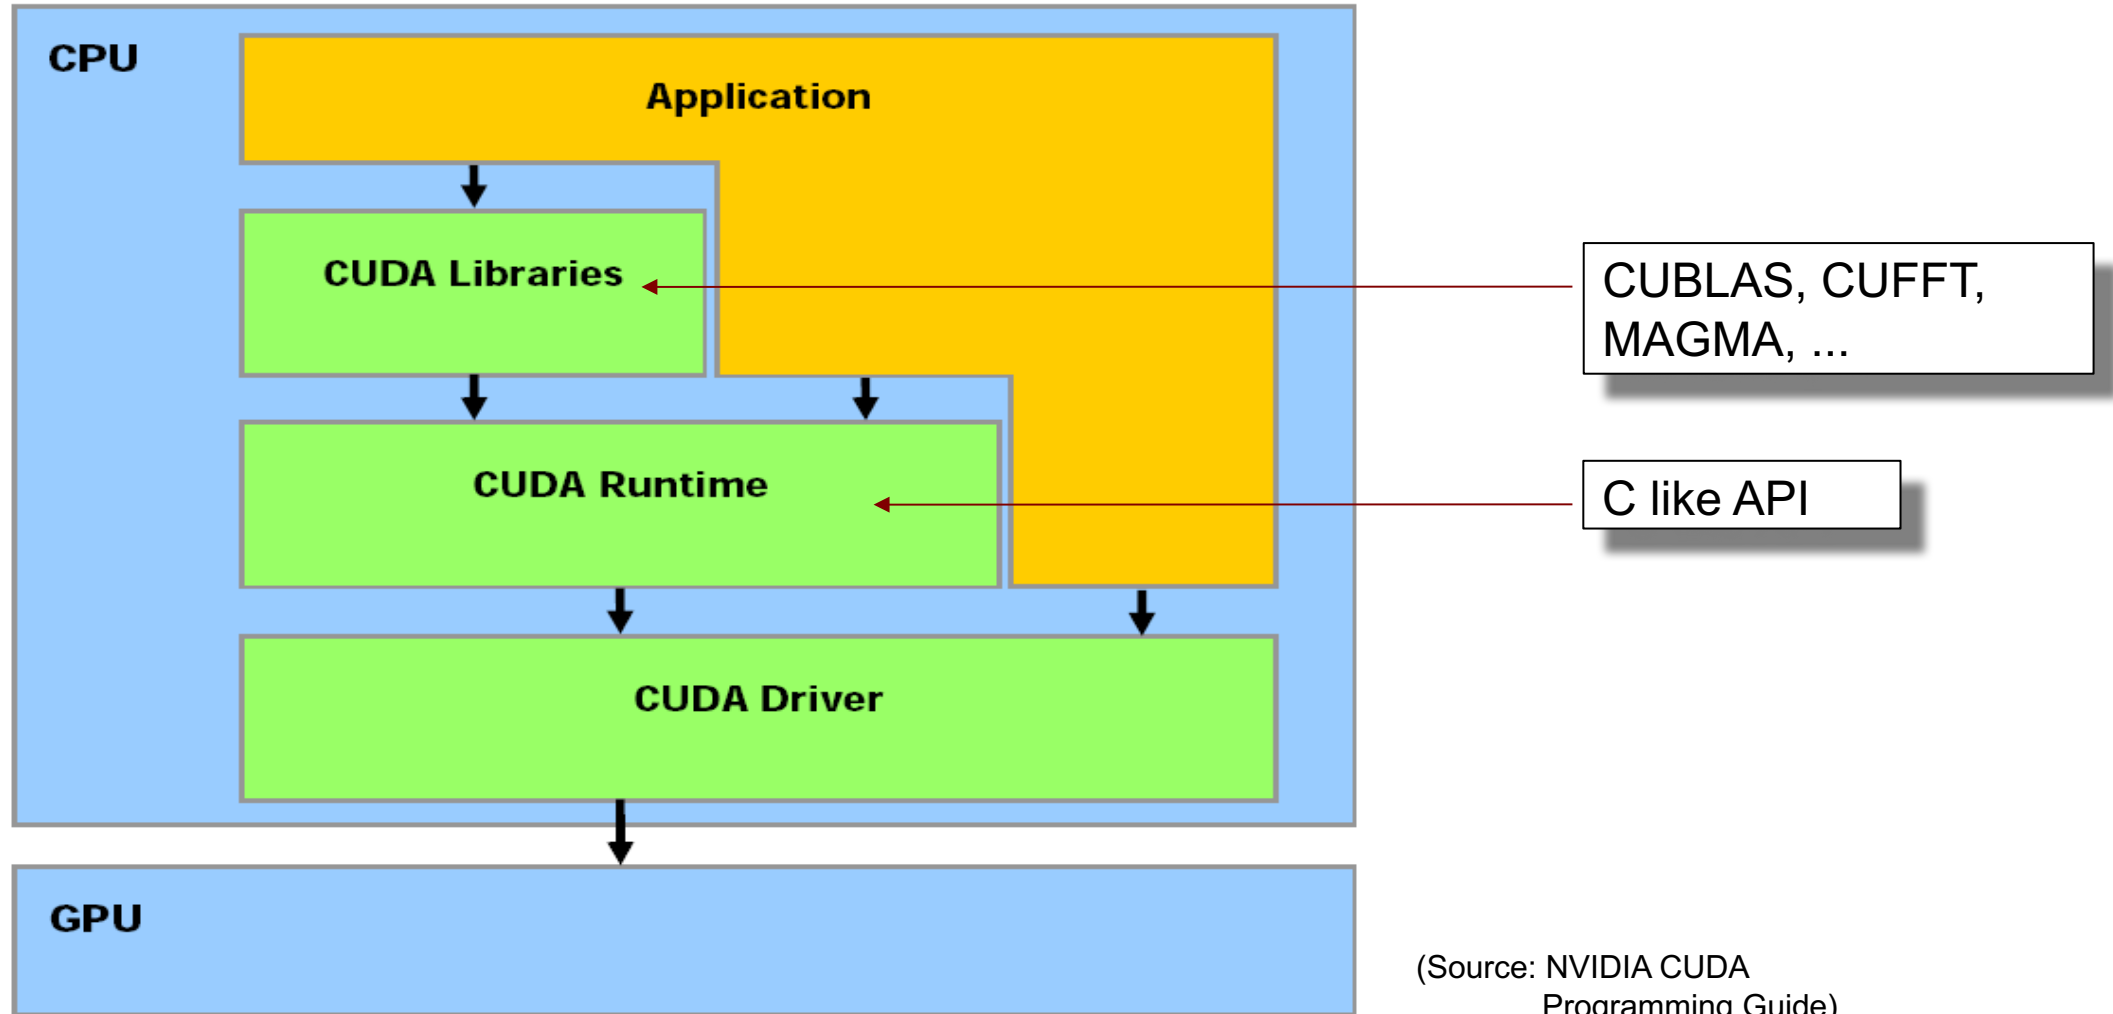 CPU
Application
CUDA Libraries
CUBLAS, CUFFT,
MAGMA, ...
CUDA Runtime
C like API
CUDA Driver
GPU
(Source: NVIDIA CUDA
Programming Guide)